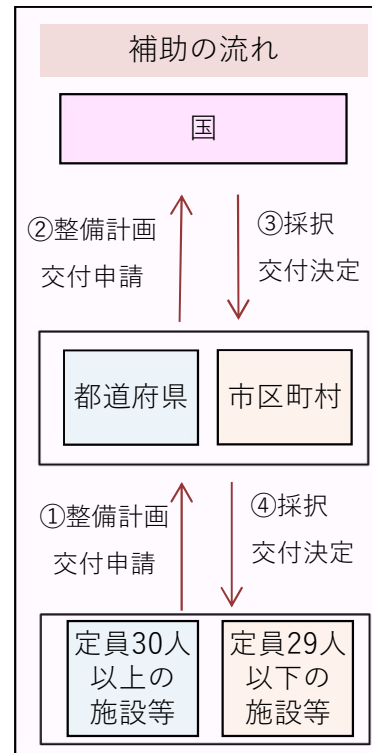 補助の流れ
国
②整備計画
交付申請
③採択
交付決定
都道府県
市区町村
①整備計画
交付申請
④採択
交付決定
定員30人
以上の
施設等
定員29人
以下の
施設等